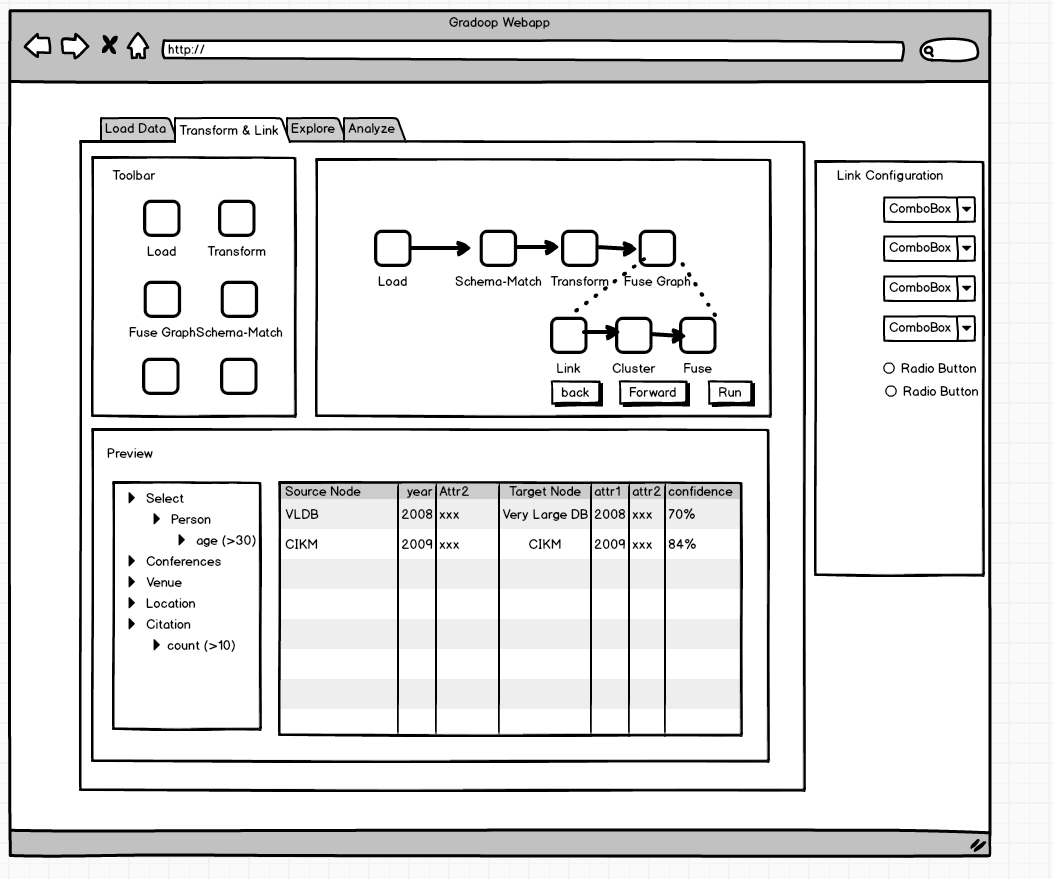 Gradoop Webapp
http://
Load Data Transform & Link Explore Analyze
Toolbar
Load Transform
Fuse Graph Schema-Match
Load Schema-Match Transform Fuse Graph
Link Cluster Fuse
back Forward Run
Link Configuration
ComboBox
ComboBox
ComboBox
ComboBox
Radio Button
Radio Button
Preview
Select
Person
age (>30)
Conferences
Venue
Location
Citation
count (>10)
Source Node year Attr2 Target Node attr1 attr2 confidence
VLDB 2008 xxx Very Large DB 2008 xxx 70%
CIKM 2009 xxx CIKM 2009 xxx 84%